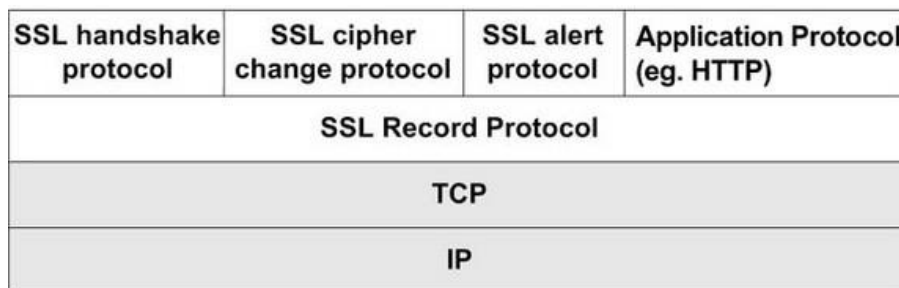 SSL handshake
protocol
SSL cipher
change protocol
SSL alert
protocol
Application Protocol
(eg. HTTP)
SSL Record Protocol
TCP
IP